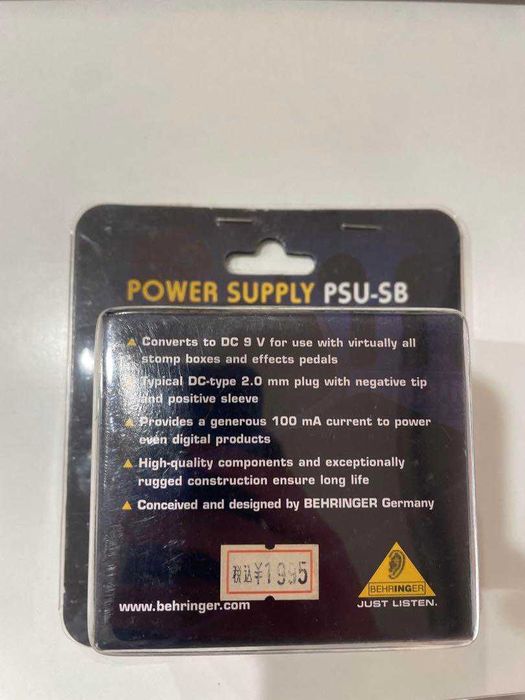 POWER SUPPLY PSU-SB
Converts to DC 9 V for use with virtually all
stomp boxes and effects pedals
Typical DC-type 2.0 mm plug with negative tip
and positive sleeve
Provides a generous 100 mA current to power
even digital products
High-quality components and exceptionally
rugged construction ensure long life
Conceived and designed by BEHRINGER Germany
税込¥1995
www.behringer.com
BEHRINGER
JUST LISTEN.